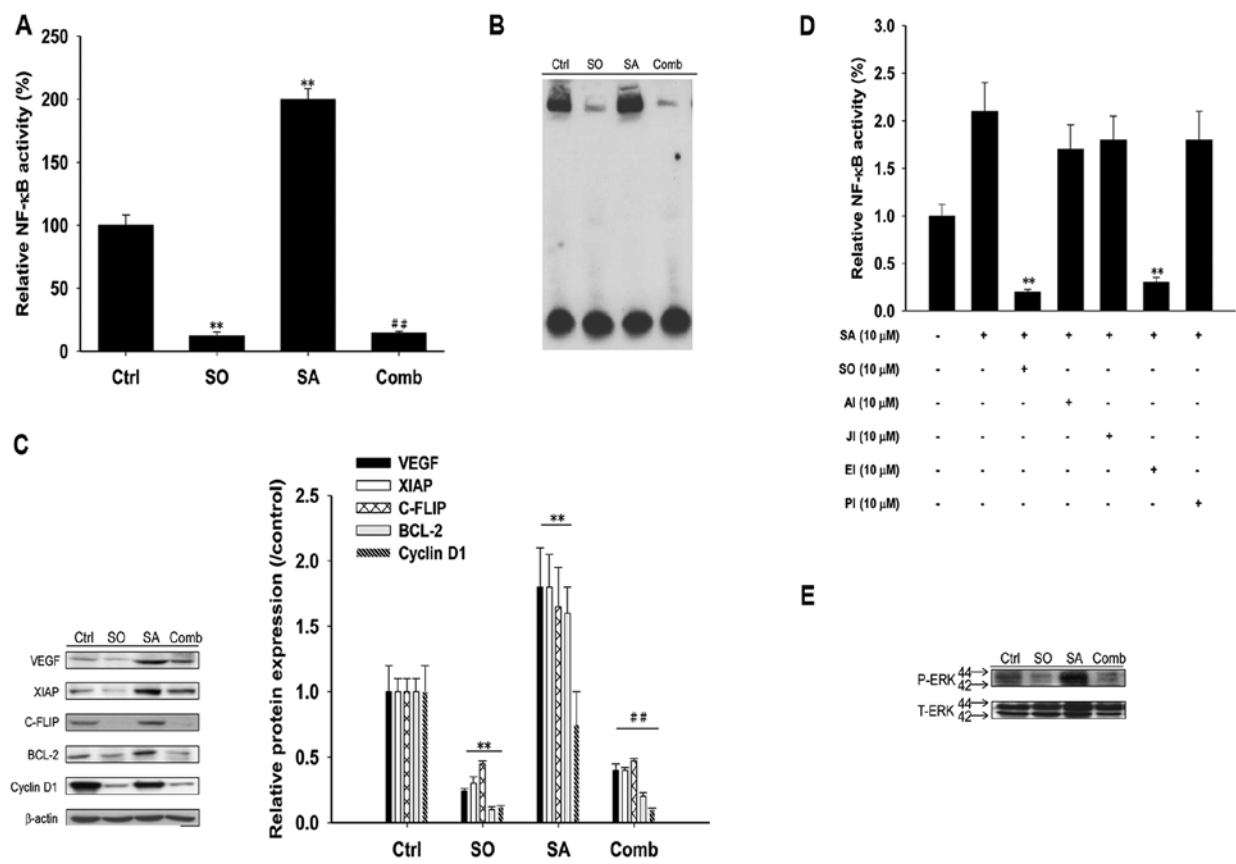 A
Relative NF-κB activity (%)
250
200
150
100
50
0
**
**
##
Ctrl SO SA Comb
B
Ctrl SO SA Comb
C
Ctrl SO SA Comb
VEGF
XIAP
C-FLIP
BCL-2
Cyclin D1
β-actin
VEGF
XIAP
C-FLIP
BCL-2
Cyclin D1
Relative protein expression (/control)
2.5
2.0
1.5
1.0
0.5
0.0
**
**
##
Ctrl SO SA Comb
D
Relative NF-κB activity (%)
3.0
2.5
2.0
1.5
1.0
0.5
0.0
**
**
SA (10 μM) - + + + + + +
SO (10 μM) - - + - - - -
AI (10 μM) - - - + - - -
JI (10 μM) - - - - + - -
EI (10 μM) - - - - - + -
PI (10 μM) - - - - - - +
E
Ctrl SO SA Comb
P-ERK 44→
42→
T-ERK 44→
42→